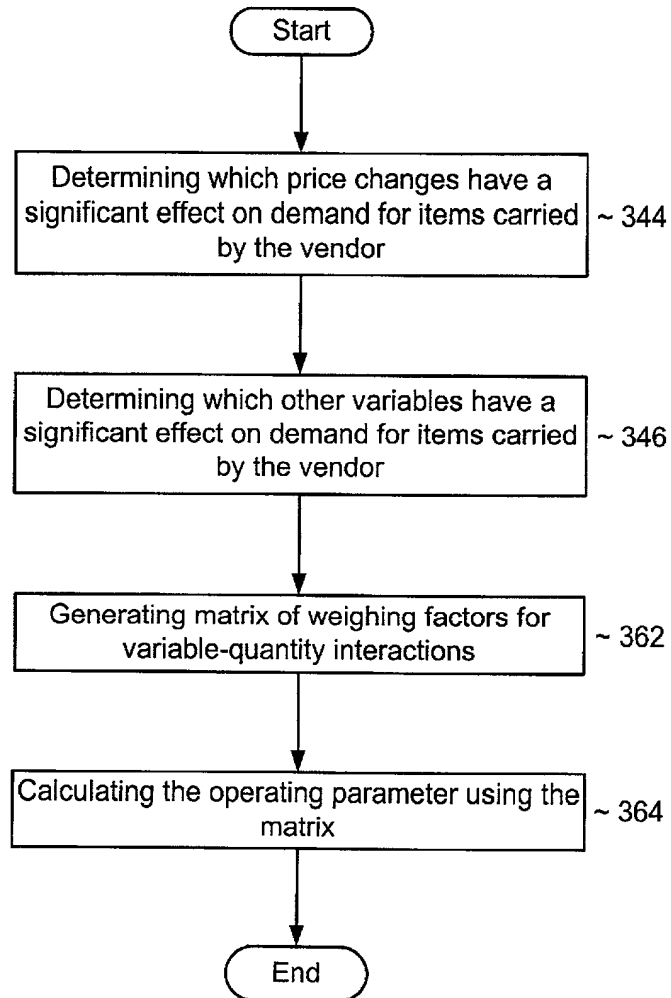 Start
Determining which price changes have a
significant effect on demand for items carried
by the vendor
~ 344
Determining which other variables have a
significant effect on demand for items carried
by the vendor
~ 346
Generating matrix of weighing factors for
variable-quantity interactions
~ 362
Calculating the operating parameter using the
matrix
~ 364
End